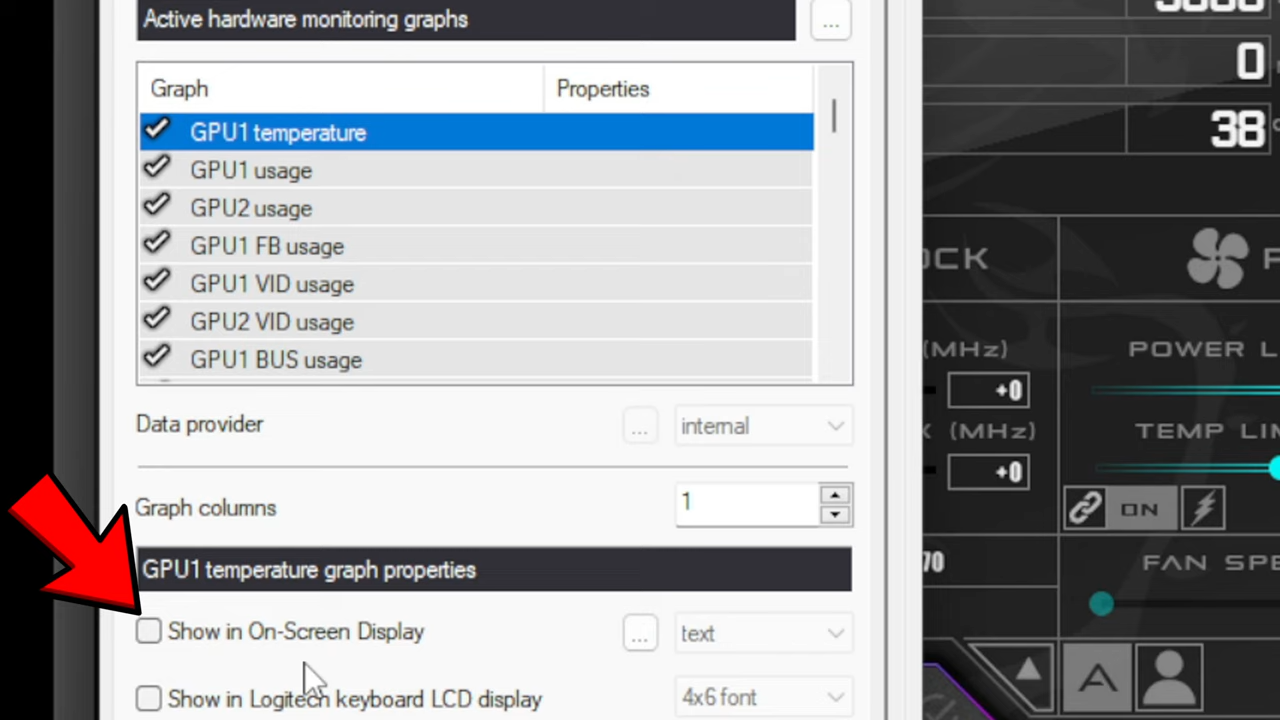 Active hardware monitoring graphs ...
Graph Properties
0
GPU1 temperature
38
GPU1 usage
GPU2 usage
GPU1 FB usage
GPU1 VID usage
GPU2 VID usage
GPU1 BUS usage
(MHz) POWER L
+0
Data provider ... internal
(MHz) TEMP LIM
+0
Graph columns 1
ON
GPU1 temperature graph properties
70 FAN SPE
Show in On-Screen Display ... text
Show in Logitech keyboard LCD display 4x6 font
A